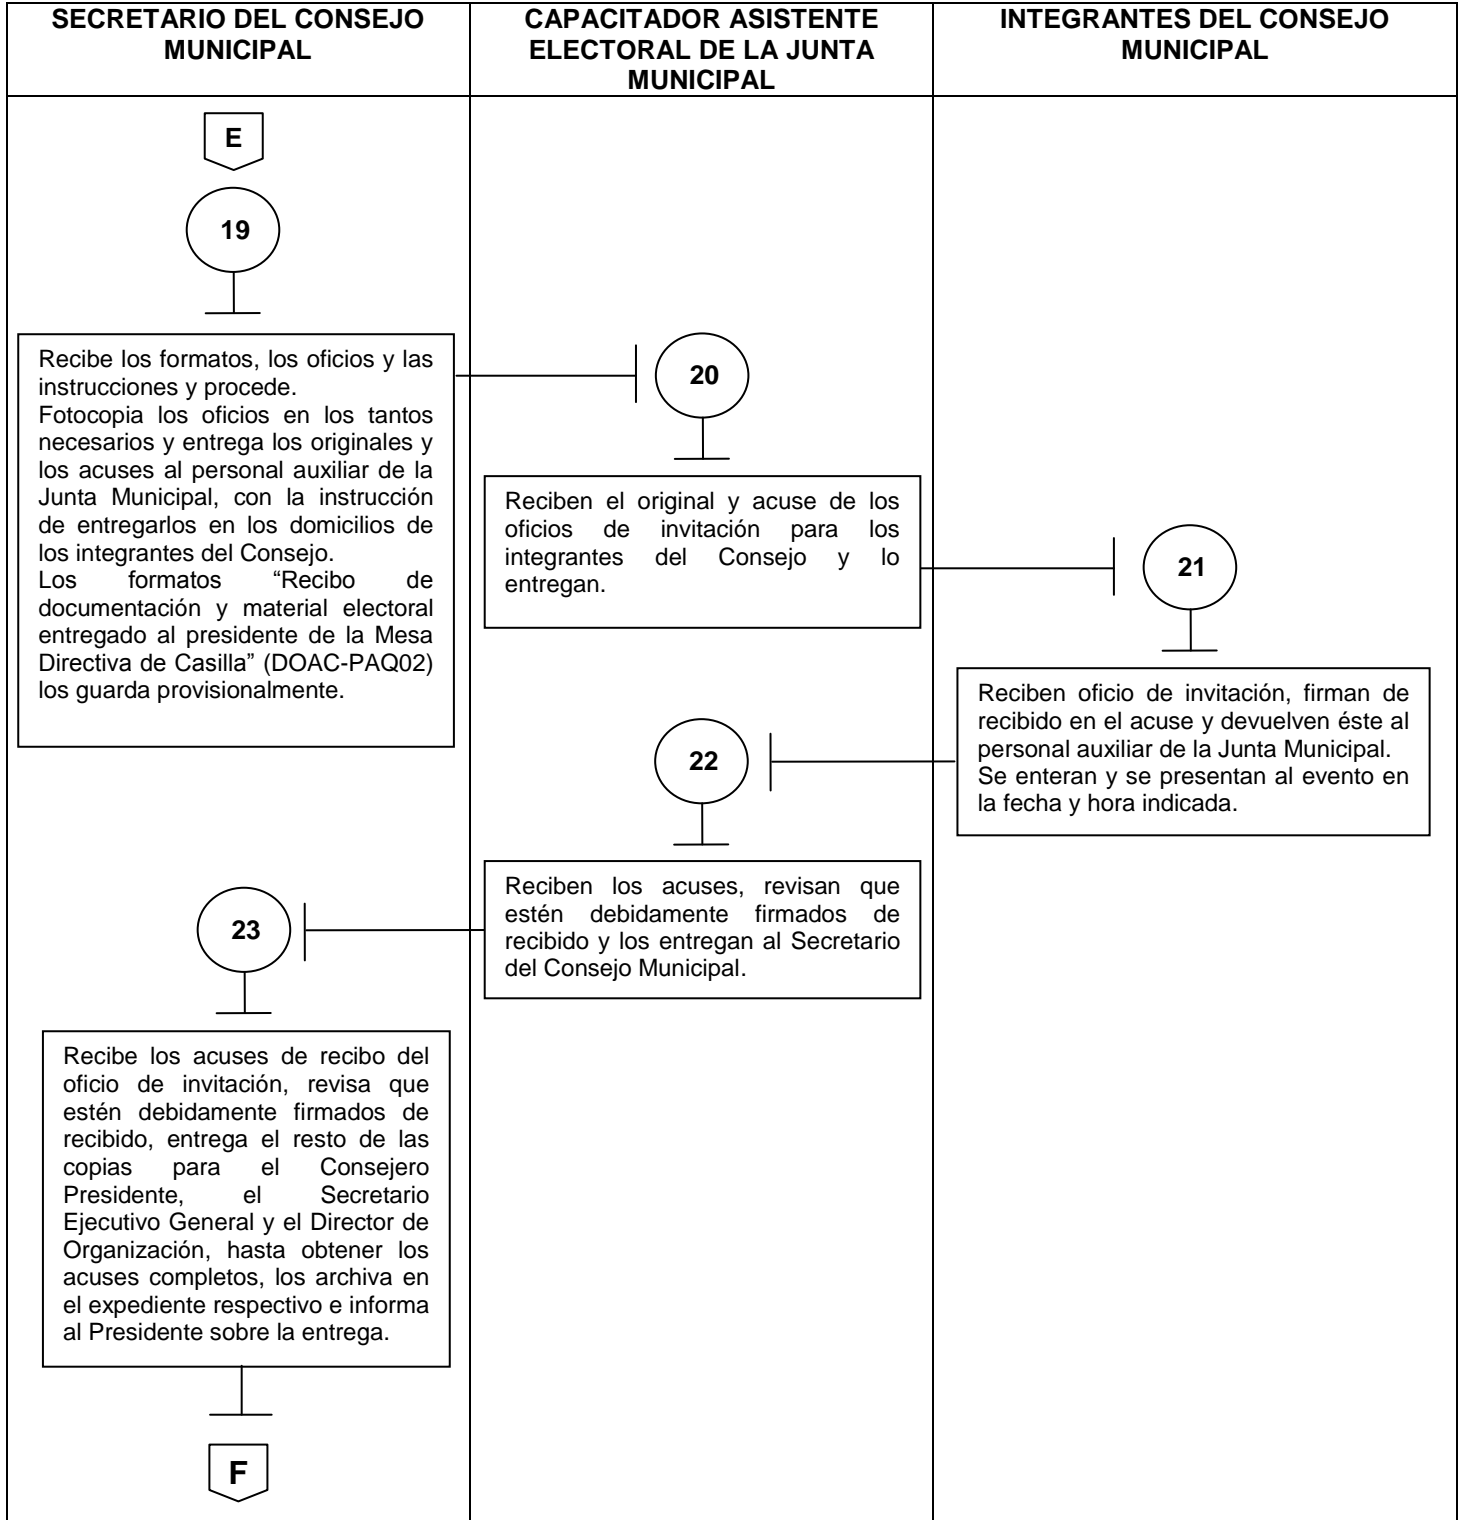 SECRETARIO DEL CONSEJO
MUNICIPAL
CAPACITADOR ASISTENTE
ELECTORAL DE LA JUNTA
MUNICIPAL
INTEGRANTES DEL CONSEJO
MUNICIPAL
E
19
Recibe los formatos, los oficios y las
instrucciones y procede.
Fotocopia los oficios en los tantos
necesarios y entrega los originales y
los acuses al personal auxiliar de la
Junta Municipal, con la instrucción
de entregarlos en los domicilios de
los integrantes del Consejo.
Los formatos “Recibo de
documentación y material electoral
entregado al presidente de la Mesa
Directiva de Casilla” (DOAC-PAQ02)
los guarda provisionalmente.
20
Reciben el original y acuse de los
oficios de invitación para los
integrantes del Consejo y lo
entregan.
21
Reciben oficio de invitación, firman de
recibido en el acuse y devuelven éste al
personal auxiliar de la Junta Municipal.
Se enteran y se presentan al evento en
la fecha y hora indicada.
22
Reciben los acuses, revisan que
estén debidamente firmados de
recibido y los entregan al Secretario
del Consejo Municipal.
23
Recibe los acuses de recibo del
oficio de invitación, revisa que
estén debidamente firmados de
recibido, entrega el resto de las
copias para el Consejero
Presidente, el Secretario
Ejecutivo General y el Director de
Organización, hasta obtener los
acuses completos, los archiva en
el expediente respectivo e informa
al Presidente sobre la entrega.
F